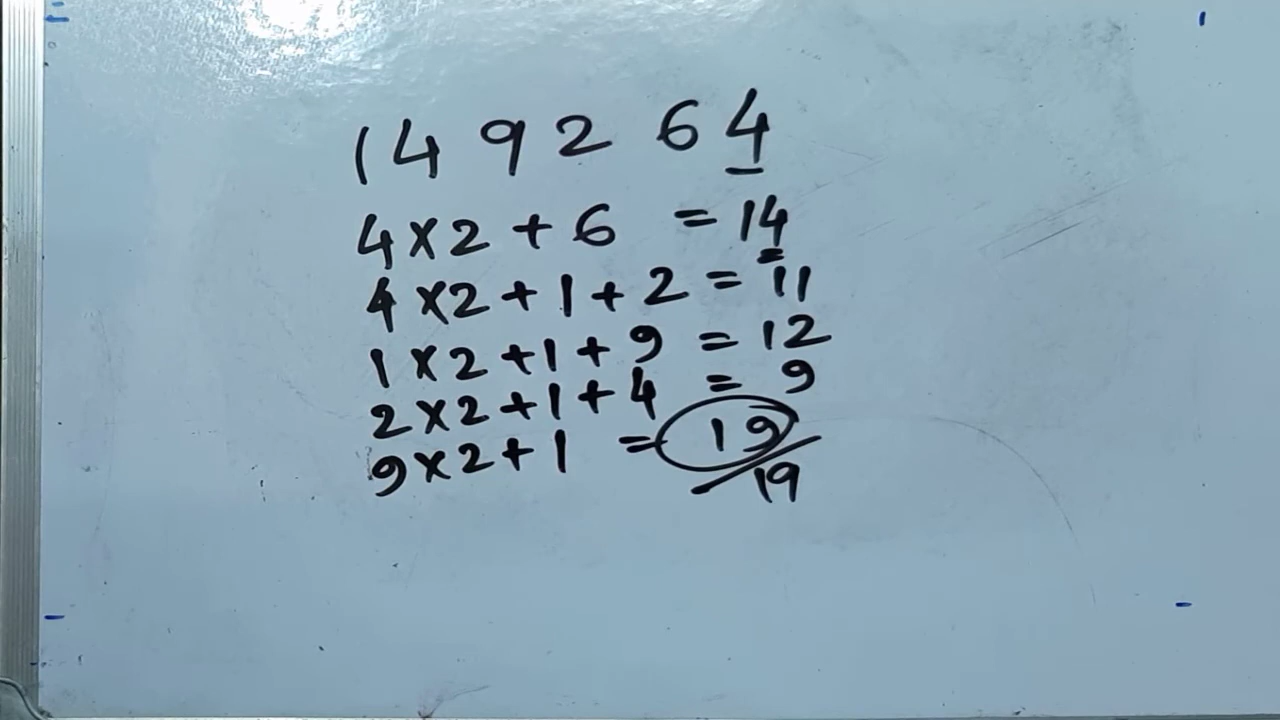 149264
4x2+6 = 14
4x2+1+2 = 11
1x2+1+9 = 12
2x2+1+4 = 9
9x2+1 = 19
19